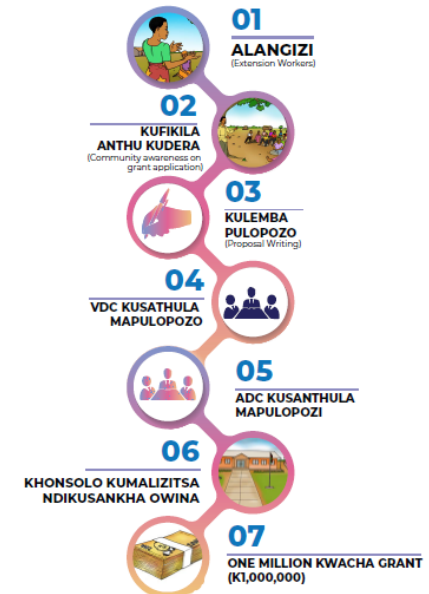 01
ALANGIZI
(Extension Workers)
02
KUFIKILA
ANTHU KUDERA
(Community awareness on
grant application)
03
KULEMBA
PULOPOZO
(Proposal Writing)
04
VDC KUSATHULA
MAPULOPOZO
05
ADC KUSANTHULA
MAPULOPOZI
06
KHONSOLO KUMALIZITSA
NDIKUSANKHA OWINA
07
ONE MILLION KWACHA GRANT
(K1,000,000)